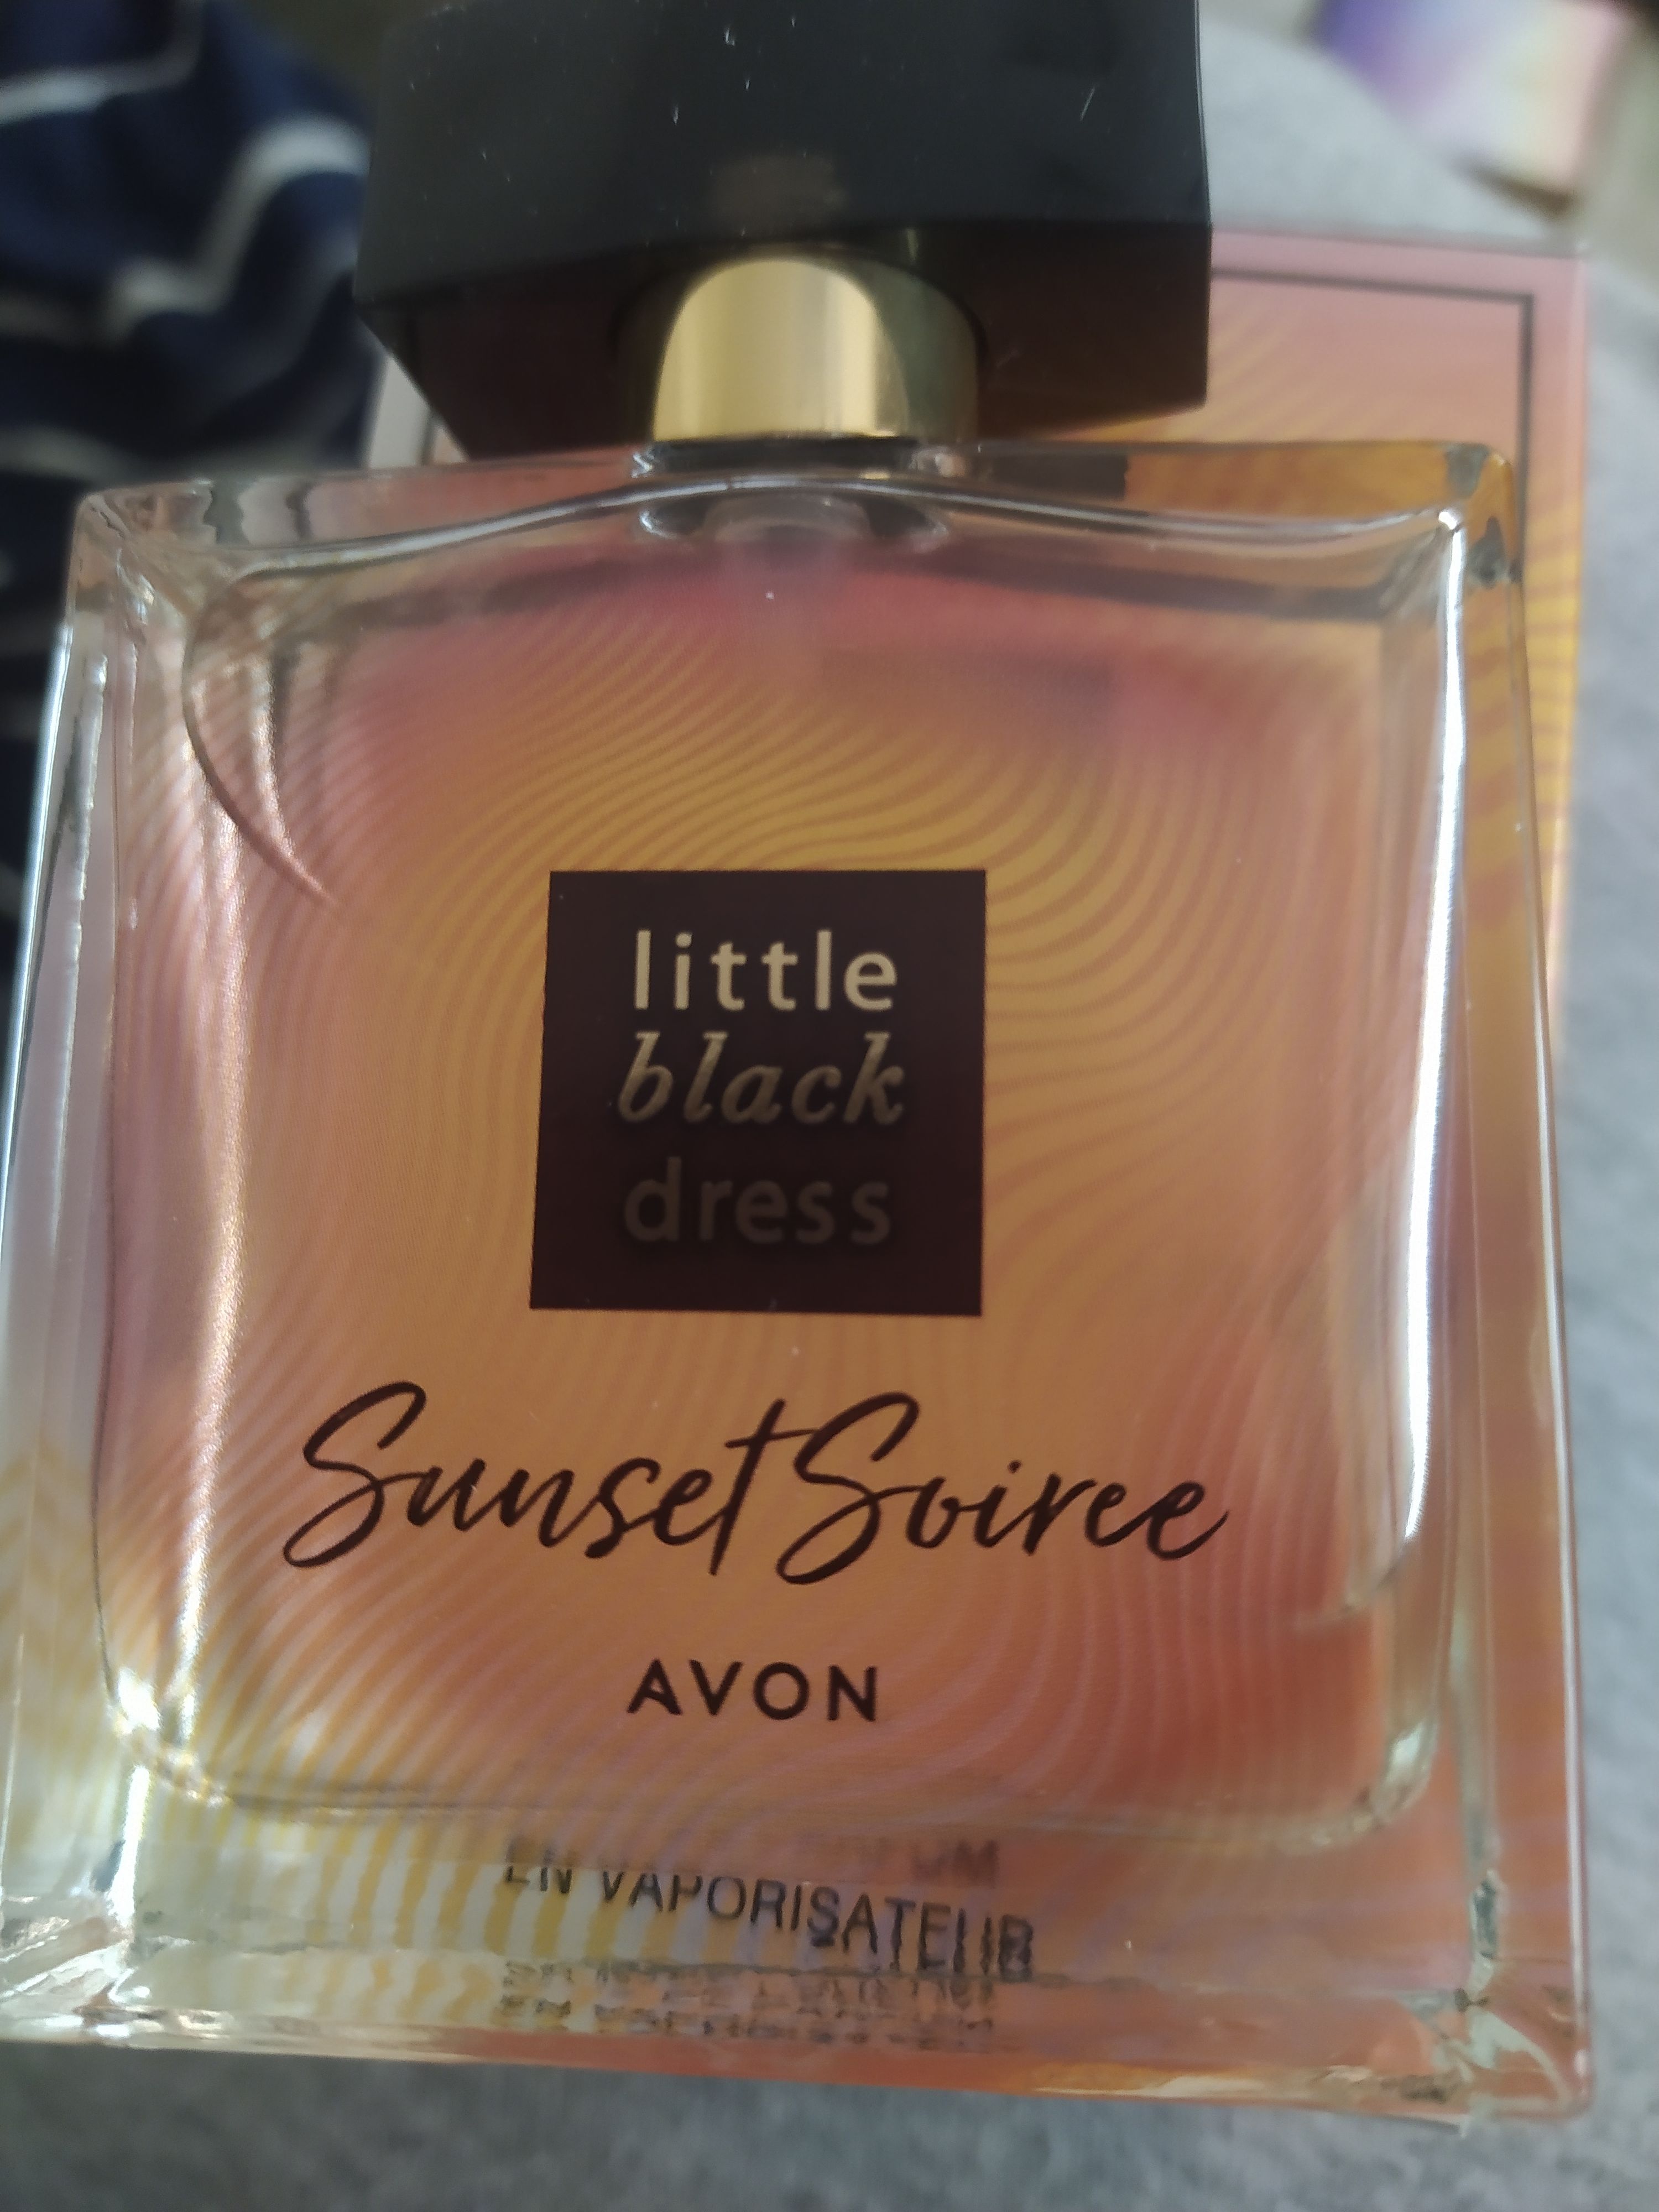 little
black
dress
Sunset Soiree
AVON
EN VAPORISATEUR